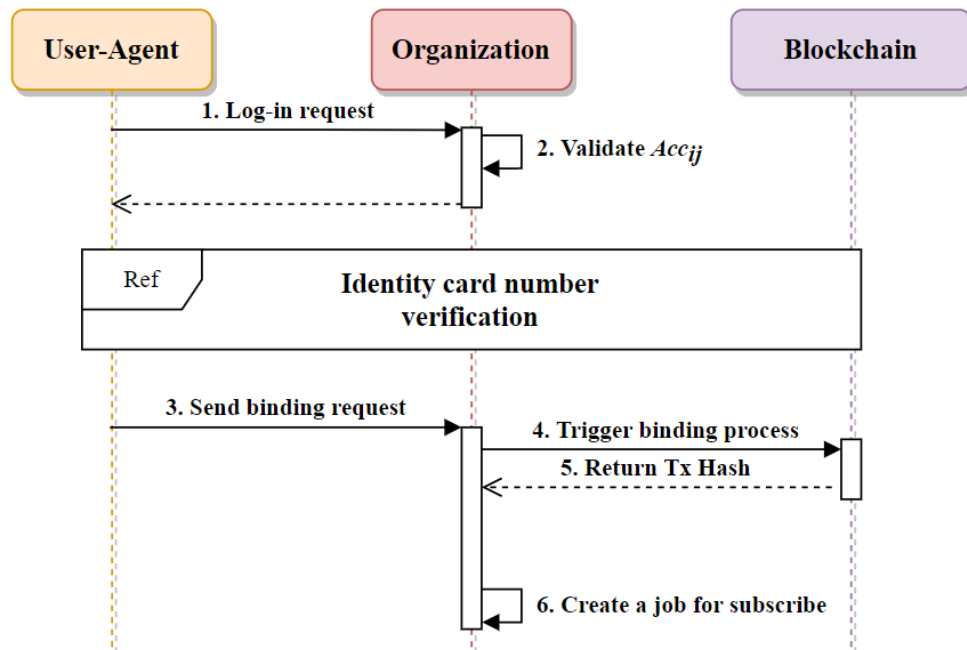 User-Agent
Organization
Blockchain
1. Log-in request
2. Validate Accij
Ref
Identity card number
verification
3. Send binding request
4. Trigger binding process
5. Return Tx Hash
6. Create a job for subscribe